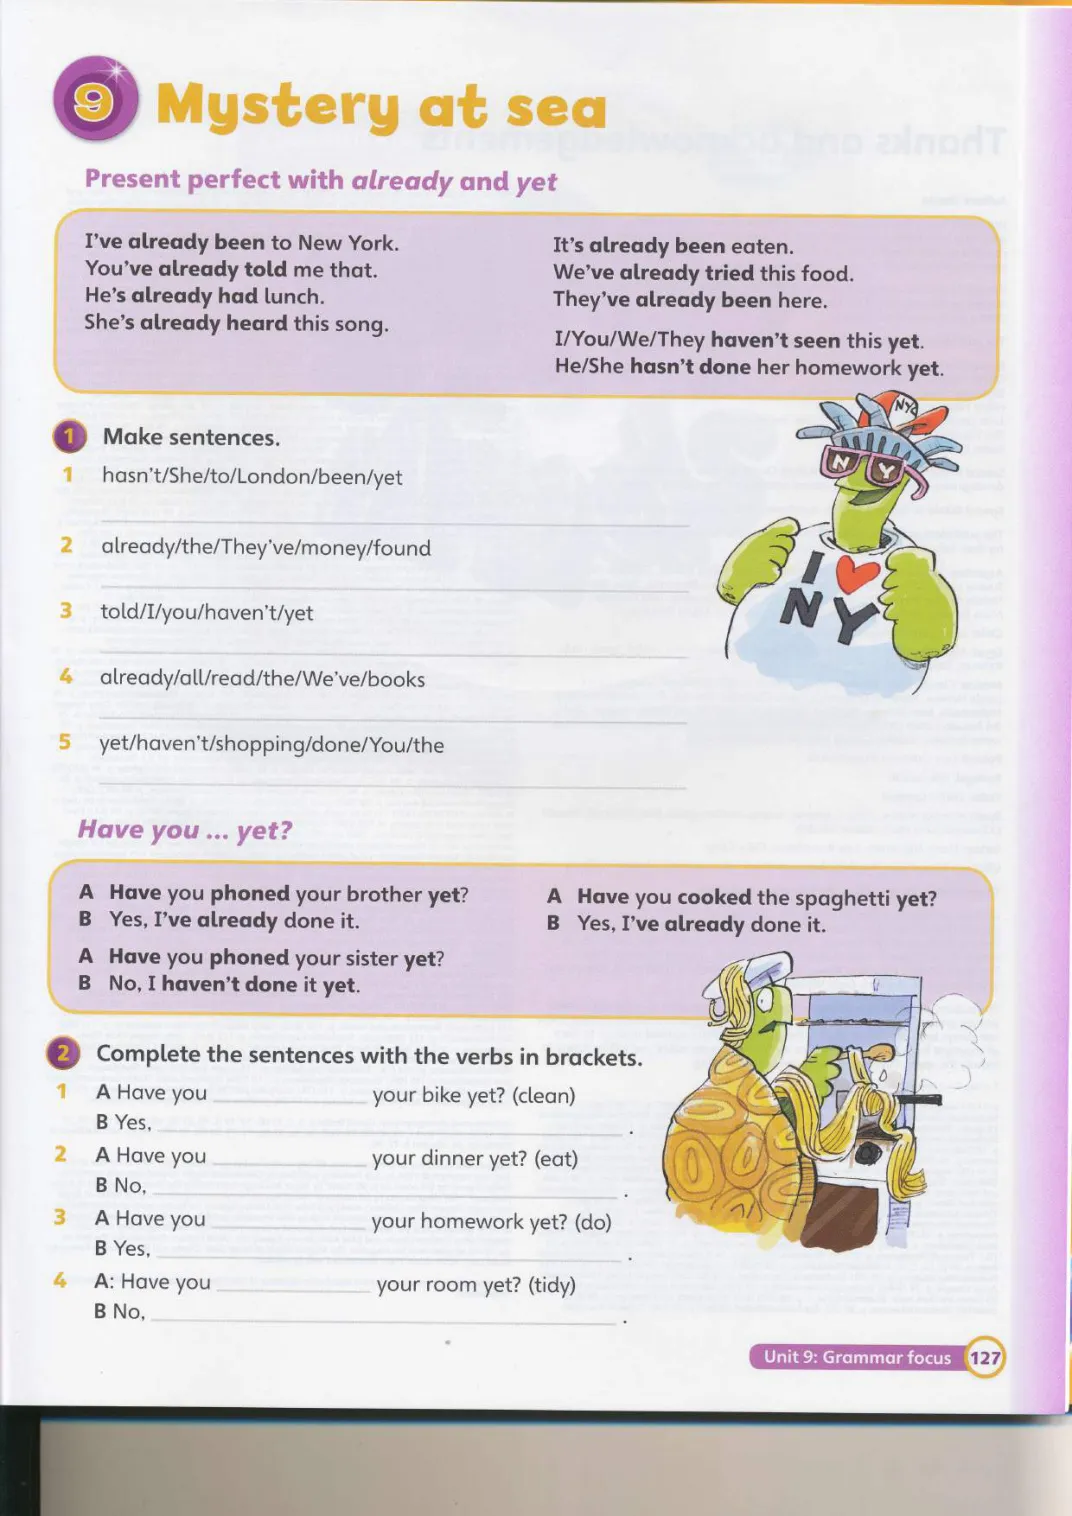 9 Mystery at sea
Present perfect with already and yet
I've already been to New York.
You've already told me that.
He's already had lunch.
She's already heard this song.
It's already been eaten.
We've already tried this food.
They've already been here.
I/You/We/They haven't seen this yet.
He/She hasn't done her homework yet.
NY
N Y
I
NY
1 Make sentences.
1 hasn't/She/to/London/been/yet
2 already/the/They've/money/found
3 told/I/you/haven't/yet
4 already/all/read/the/We've/books
5 yet/haven't/shopping/done/You/the
Have you ... yet?
A Have you phoned your brother yet?
B Yes, I've already done it.
A Have you phoned your sister yet?
B No, I haven't done it yet.
A Have you cooked the spaghetti yet?
B Yes, I've already done it.
2 Complete the sentences with the verbs in brackets.
1 A Have you ____ your bike yet? (clean)
B Yes, ____.
2 A Have you ____ your dinner yet? (eat)
B No, ____.
3 A Have you ____ your homework yet? (do)
B Yes, ____.
4 A: Have you ____ your room yet? (tidy)
B No, ____.
Unit 9: Grammar focus 127